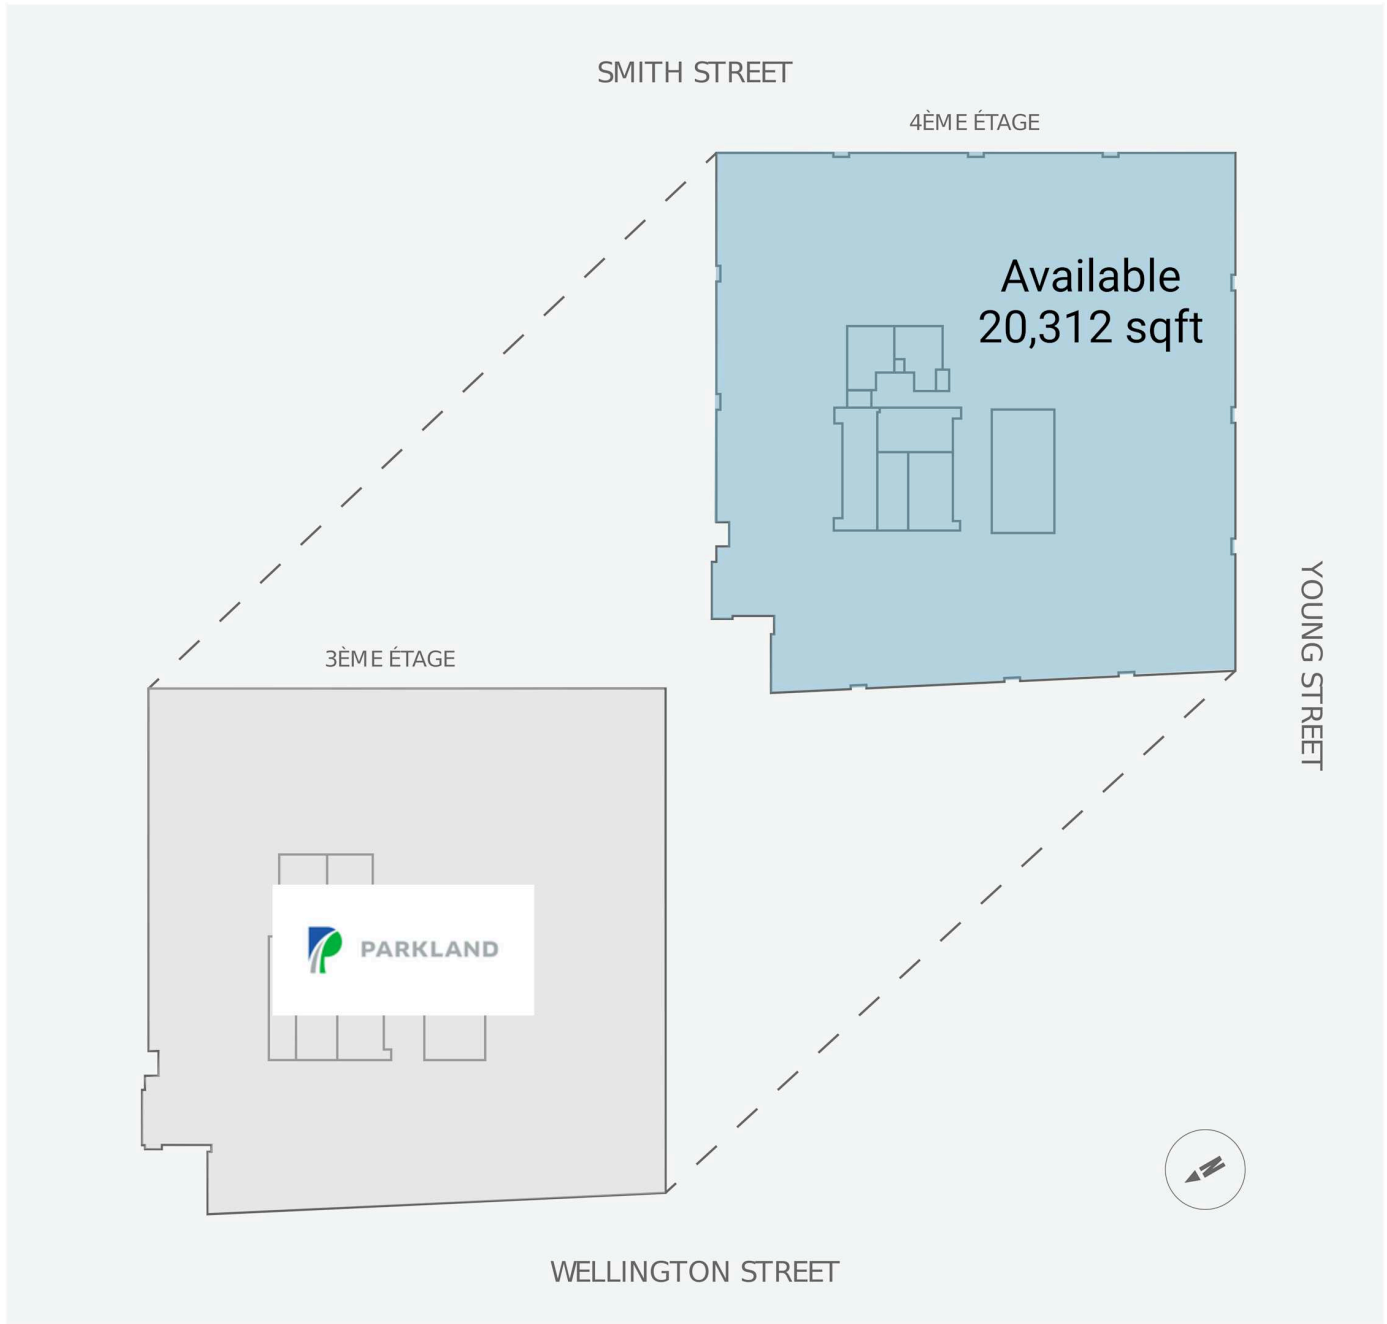 SMITH STREET
4ÈME ÉTAGE
Available
20,312 sqft
YOUNG STREET
3ÈME ÉTAGE
PARKLAND
N
WELLINGTON STREET